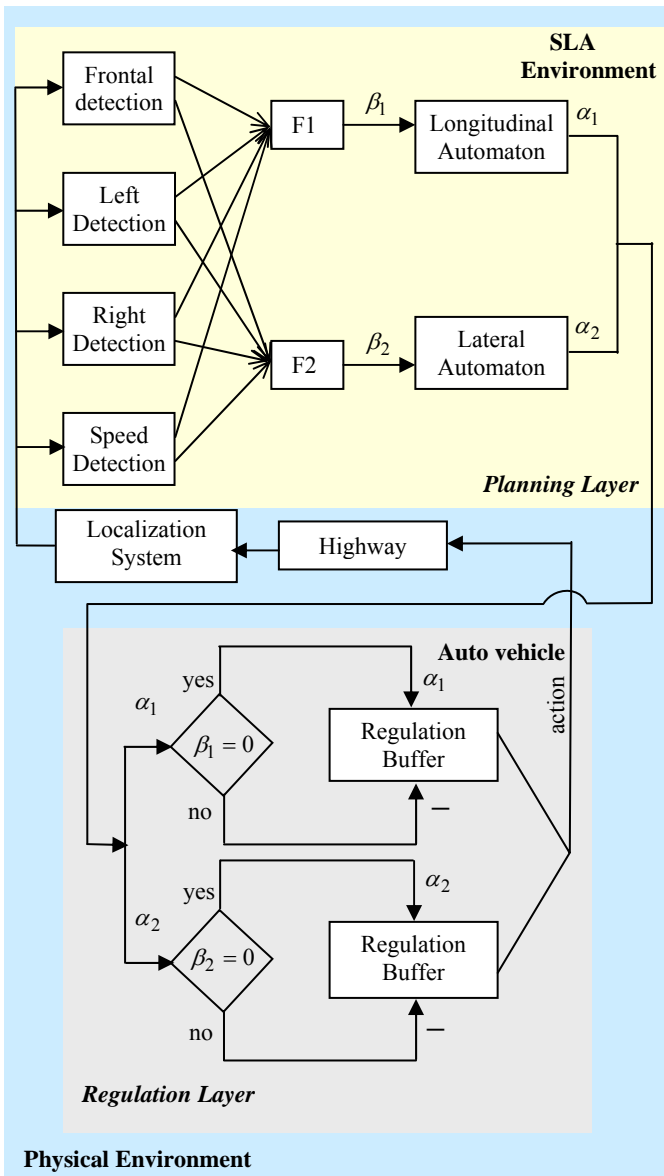 SLA
Environment
Frontal
detection
F1
β1
Longitudinal
Automaton
α1
Left
Detection
Right
Detection
F2
β2
Lateral
Automaton
α2
Speed
Detection
Planning Layer
Localization
System
Highway
Auto vehicle
yes
α1
α1
β1 = 0
Regulation
Buffer
action
no
–
yes
α2
α2
β2 = 0
Regulation
Buffer
no
–
Regulation Layer
Physical Environment